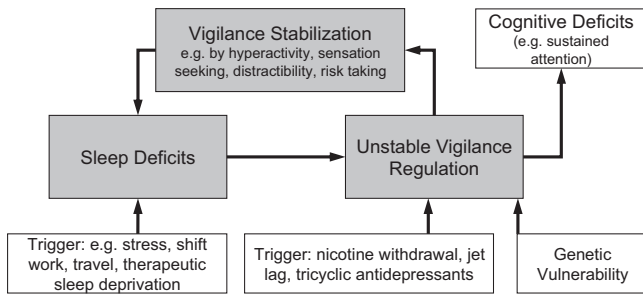 Vigilance Stabilization
e.g. by hyperactivity, sensation
seeking, distractibility, risk taking
Cognitive Deficits
(e.g. sustained
attention)
Sleep Deficits
Unstable Vigilance
Regulation
Trigger: e.g. stress, shift
work, travel, therapeutic
sleep deprivation
Trigger: nicotine withdrawal, jet
lag, tricyclic antidepressants
Genetic
Vulnerability